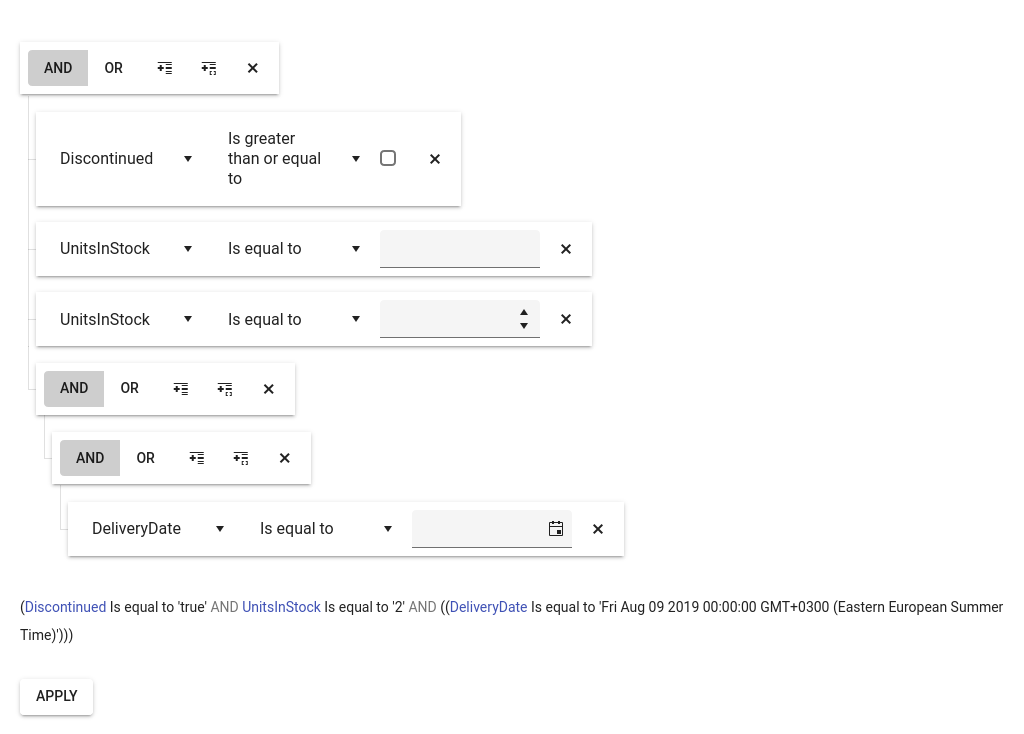 AND OR
Discontinued Is greater
than or equal
to
UnitsInStock Is equal to
UnitsInStock Is equal to
AND OR
AND OR
DeliveryDate Is equal to
(Discontinued Is equal to 'true' AND UnitsInStock Is equal to '2' AND ((DeliveryDate Is equal to 'Fri Aug 09 2019 00:00:00 GMT+0300 (Eastern European Summer
Time)')))
APPLY